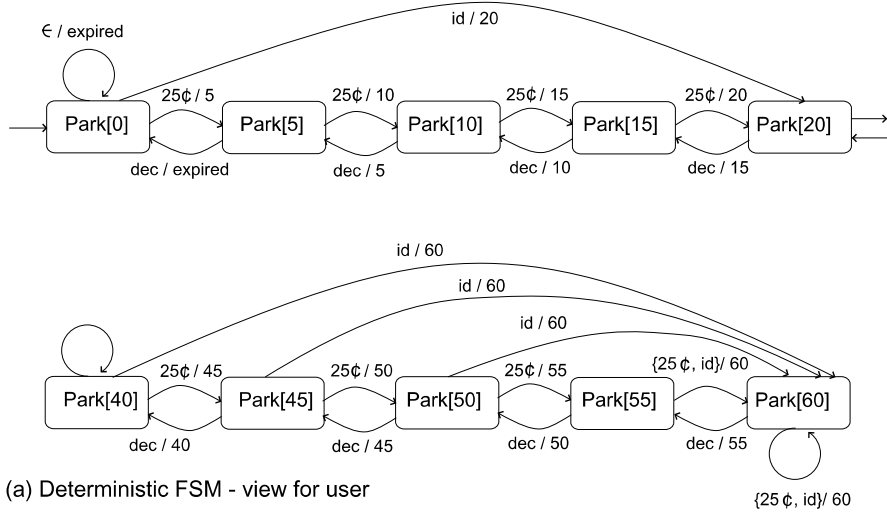 ϵ / expired
id / 20
25¢ / 5
25¢ / 10
25¢ / 15
25¢ / 20
Park[0]
Park[5]
Park[10]
Park[15]
Park[20]
dec / expired
dec / 5
dec / 10
dec / 15
id / 60
id / 60
id / 60
25¢ / 45
25¢ / 50
25¢ / 55
{25 ¢, id}/ 60
Park[40]
Park[45]
Park[50]
Park[55]
Park[60]
dec / 40
dec / 45
dec / 50
dec / 55
(a) Deterministic FSM - view for user
{25 ¢, id}/ 60